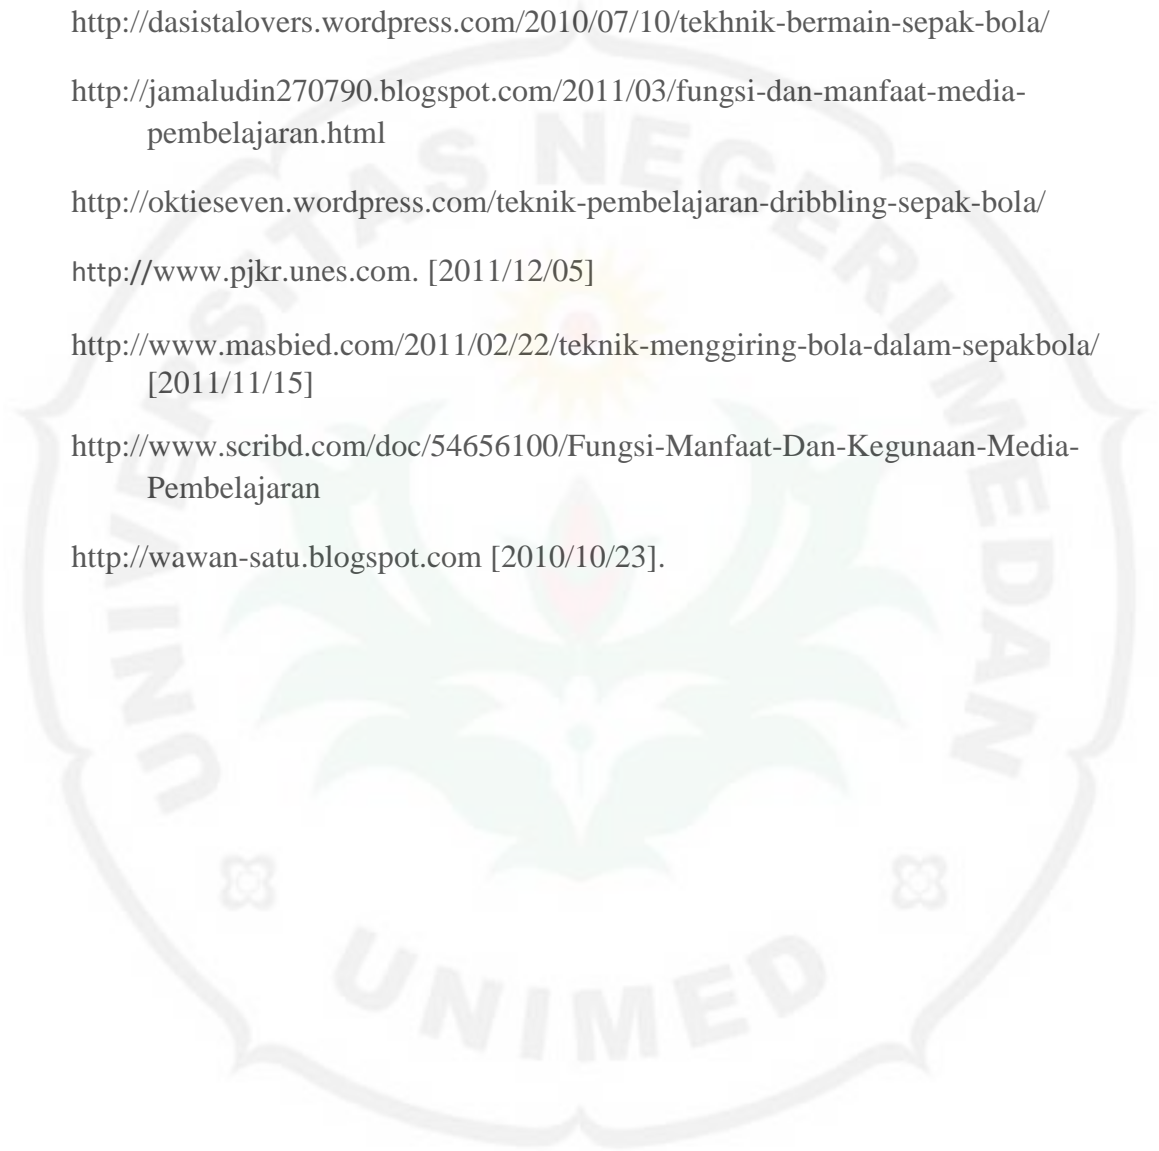 http://dasistalovers.wordpress.com/2010/07/10/tekhnik-bermain-sepak-bola/
http://jamaludin270790.blogspot.com/2011/03/fungsi-dan-manfaat-media-
pembelajaran.html
http://oktieseven.wordpress.com/teknik-pembelajaran-dribbling-sepak-bola/
http://www.pjkr.unes.com. [2011/12/05]
http://www.masbied.com/2011/02/22/teknik-menggiring-bola-dalam-sepakbola/
[2011/11/15]
http://www.scribd.com/doc/54656100/Fungsi-Manfaat-Dan-Kegunaan-Media-
Pembelajaran
http://wawan-satu.blogspot.com [2010/10/23].
UNIVERSITAS NEGERI MEDAN
UNIMED